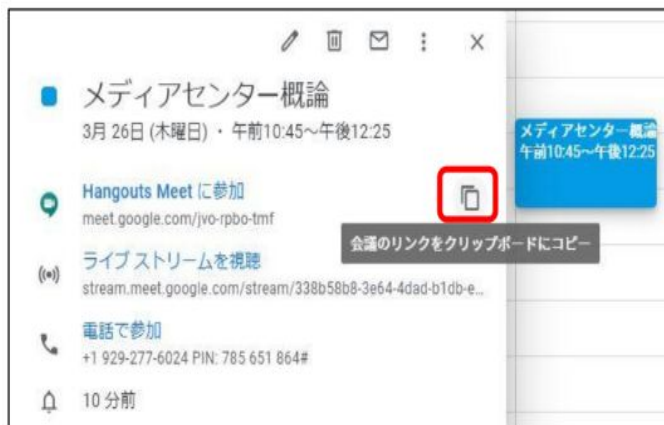 メディアセンター概論
3月 26日 (木曜日) ・ 午前10:45～午後12:25
Hangouts Meet に参加
meet.google.com/jvo-rpbo-tmf
会議のリンクをクリップボードにコピー
ライブ ストリームを視聴
stream.meet.google.com/stream/338b58b8-3e64-4dad-b1db-e...
電話で参加
+1 929-277-6024 PIN: 785 651 864#
10 分前
メディアセンター概論
午前10:45～午後12:25